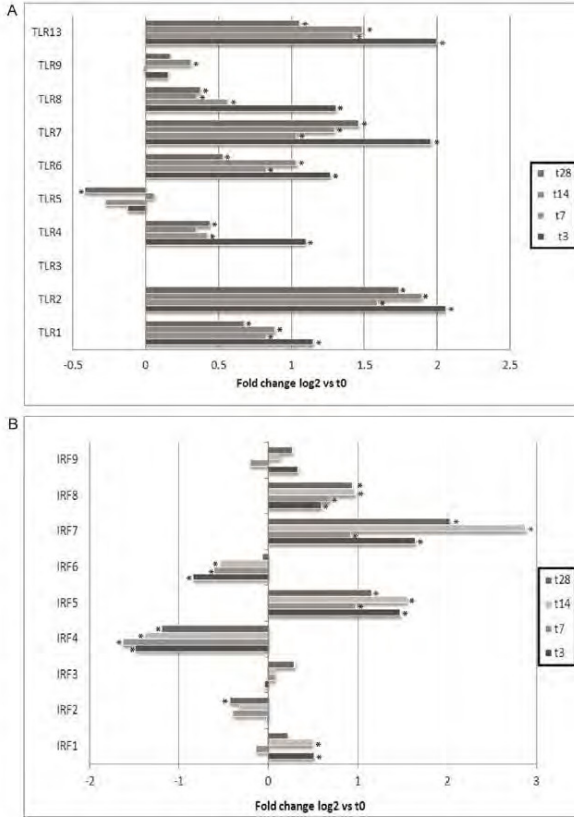 A
TLR13
TLR9
TLR8
TLR7
TLR6
TLR5
TLR4
TLR3
TLR2
TLR1
-0.5 0 0.5 1 1.5 2 2.5
Fold change log2 vs t0
t28
t14
t7
t3
B
IRF9
IRF8
IRF7
IRF6
IRF5
IRF4
IRF3
IRF2
IRF1
-2 -1 0 1 2 3
Fold change log2 vs t0
t28
t14
t7
t3